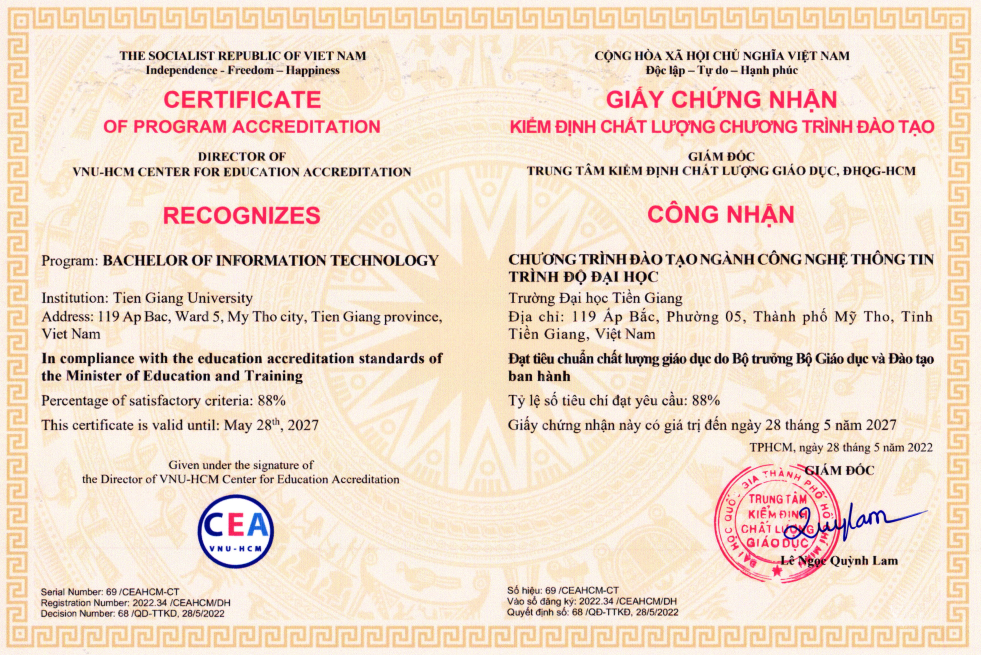 THE SOCIALIST REPUBLIC OF VIET NAM
Independence - Freedom – Happiness
CERTIFICATE
OF PROGRAM ACCREDITATION
DIRECTOR OF
VNU-HCM CENTER FOR EDUCATION ACCREDITATION
RECOGNIZES
Program: BACHELOR OF INFORMATION TECHNOLOGY
Institution: Tien Giang University
Address: 119 Ap Bac, Ward 5, My Tho city, Tien Giang province,
Viet Nam
In compliance with the education accreditation standards of
the Minister of Education and Training
Percentage of satisfactory criteria: 88%
This certificate is valid until: May 28th, 2027
Given under the signature of
the Director of VNU-HCM Center for Education Accreditation
CEA
VNU-HCM
Serial Number: 69 /CEAHCM-CT
Registration Number: 2022.34 /CEAHCM/DH
Decision Number: 68 /QD-TTKD, 28/5/2022
CỘNG HÒA XÃ HỘI CHỦ NGHĨA VIỆT NAM
Độc lập – Tự do – Hạnh phúc
GIẤY CHỨNG NHẬN
KIỂM ĐỊNH CHẤT LƯỢNG CHƯƠNG TRÌNH ĐÀO TẠO
GIÁM ĐỐC
TRUNG TÂM KIỂM ĐỊNH CHẤT LƯỢNG GIÁO DỤC, ĐHQG-HCM
CÔNG NHẬN
CHƯƠNG TRÌNH ĐÀO TẠO NGÀNH CÔNG NGHỆ THÔNG TIN
TRÌNH ĐỘ ĐẠI HỌC
Trường Đại học Tiền Giang
Địa chỉ: 119 Ấp Bắc, Phường 05, Thành phố Mỹ Tho, Tỉnh
Tiền Giang, Việt Nam
Đạt tiêu chuẩn chất lượng giáo dục do Bộ trưởng Bộ Giáo dục và Đào tạo
ban hành
Tỷ lệ số tiêu chí đạt yêu cầu: 88%
Giấy chứng nhận này có giá trị đến ngày 28 tháng 5 năm 2027
TPHCM, ngày 28 tháng 5 năm 2022
GIÁM ĐỐC
ĐẠI HỌC QUỐC GIA THÀNH PHỐ HỒ CHÍ MINH
TRUNG TÂM
KIỂM ĐỊNH
CHẤT LƯỢNG
GIÁO DỤC
Quylam
Lê Ngọc Quỳnh Lam
Số hiệu: 69 /CEAHCM-CT
Vào sổ đăng ký: 2022.34 /CEAHCM/DH
Quyết định số: 68 /QĐ-TTKĐ, 28/5/2022